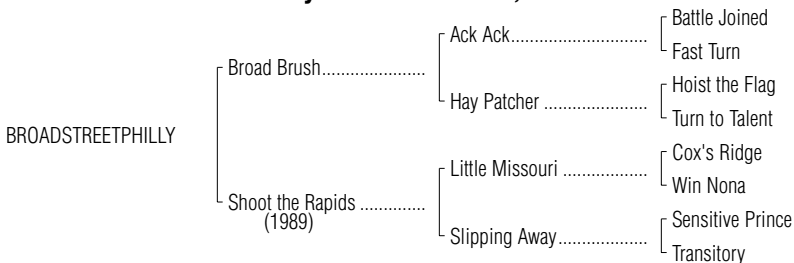 Battle Joined
Ack Ack
Fast Turn
Broad Brush
Hoist the Flag
Hay Patcher
Turn to Talent
BROADSTREETPHILLY
Cox's Ridge
Little Missouri
Win Nona
Shoot the Rapids
(1989)
Sensitive Prince
Slipping Away
Transitory